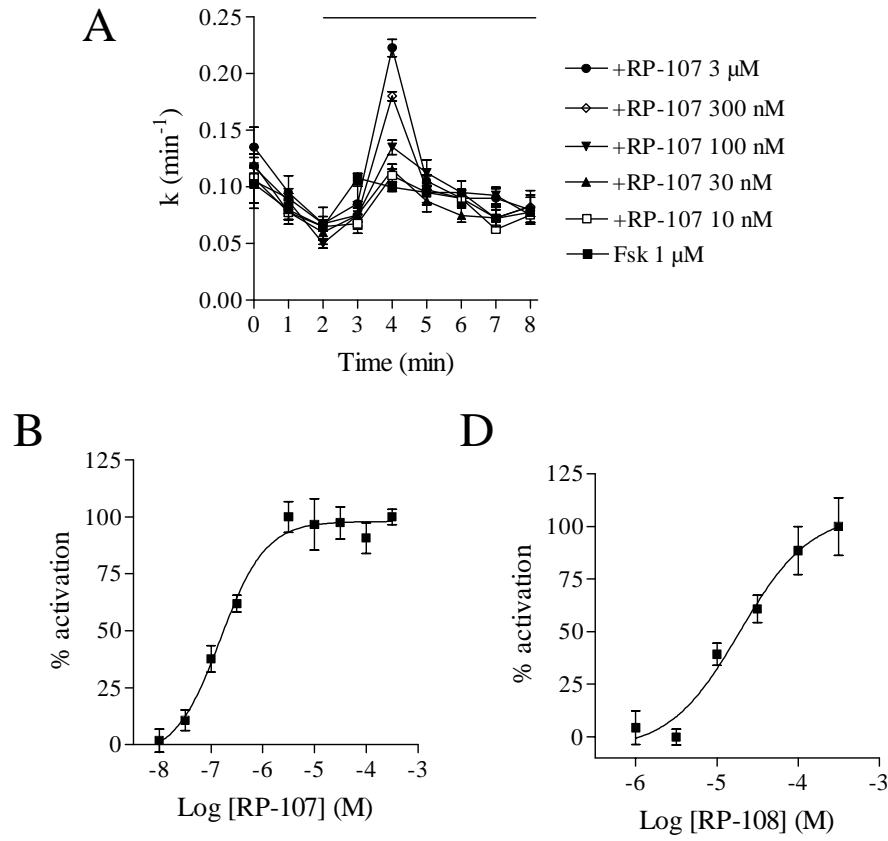 A
0.25
0.20
0.15
0.10
0.05
0.00
k (min-1)
0 1 2 3 4 5 6 7 8
Time (min)
+RP-107 3 µM
+RP-107 300 nM
+RP-107 100 nM
+RP-107 30 nM
+RP-107 10 nM
Fsk 1 µM
B
125
100
75
50
25
0
% activation
-8 -7 -6 -5 -4 -3
Log [RP-107] (M)
D
125
100
75
50
25
0
% activation
-6 -5 -4 -3
Log [RP-108] (M)